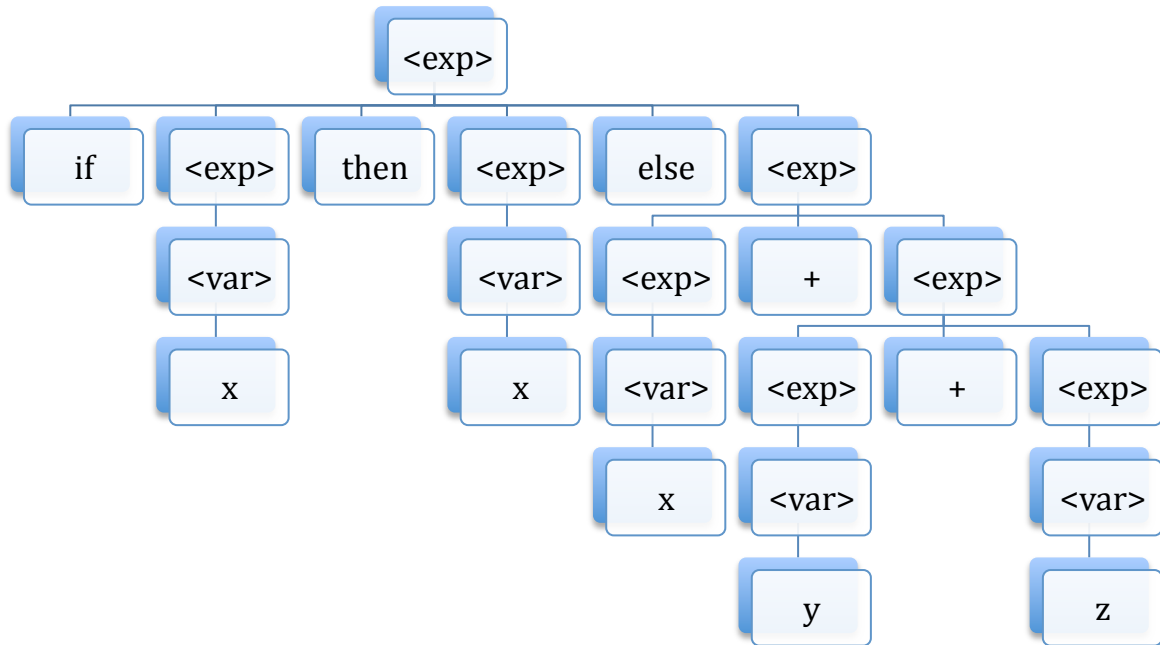 <exp>
if <exp> then <exp> else <exp>
<var> <var> <exp> + <exp>
x x <var> <exp> + <exp>
x <var> <var>
y z